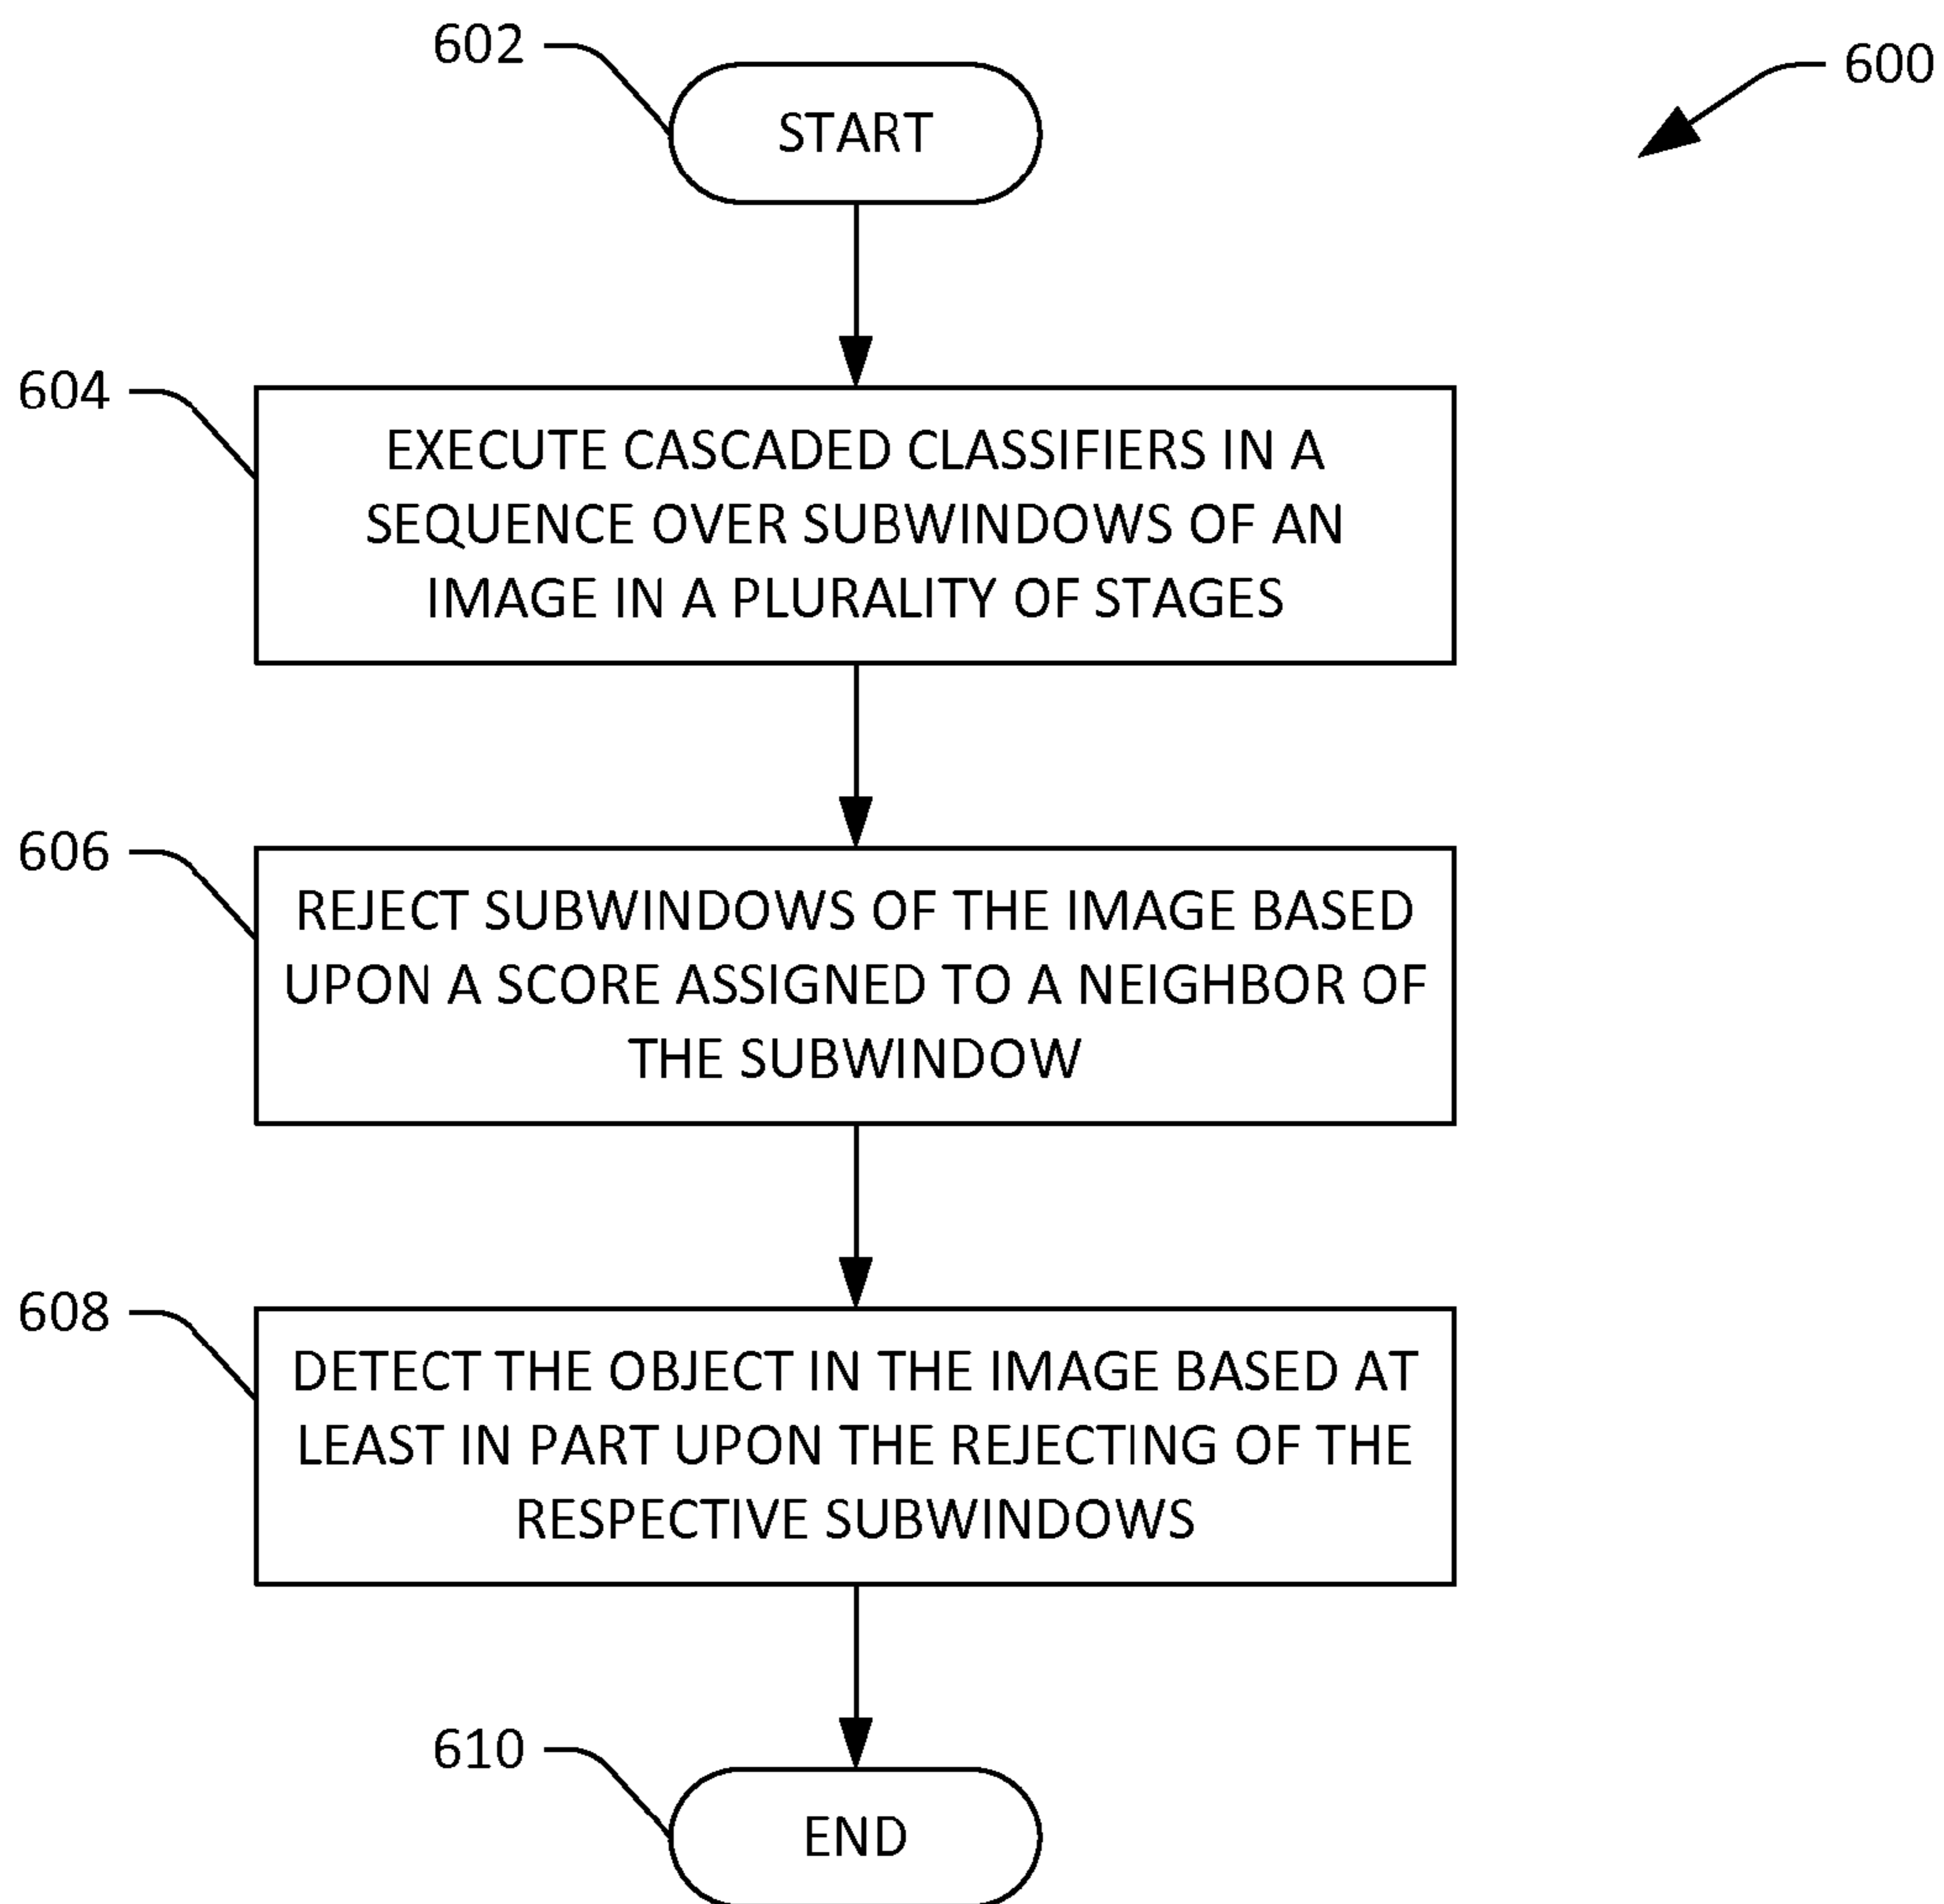 602
START
600
604
EXECUTE CASCADED CLASSIFIERS IN A
SEQUENCE OVER SUBWINDOWS OF AN
IMAGE IN A PLURALITY OF STAGES
606
REJECT SUBWINDOWS OF THE IMAGE BASED
UPON A SCORE ASSIGNED TO A NEIGHBOR OF
THE SUBWINDOW
608
DETECT THE OBJECT IN THE IMAGE BASED AT
LEAST IN PART UPON THE REJECTING OF THE
RESPECTIVE SUBWINDOWS
610
END